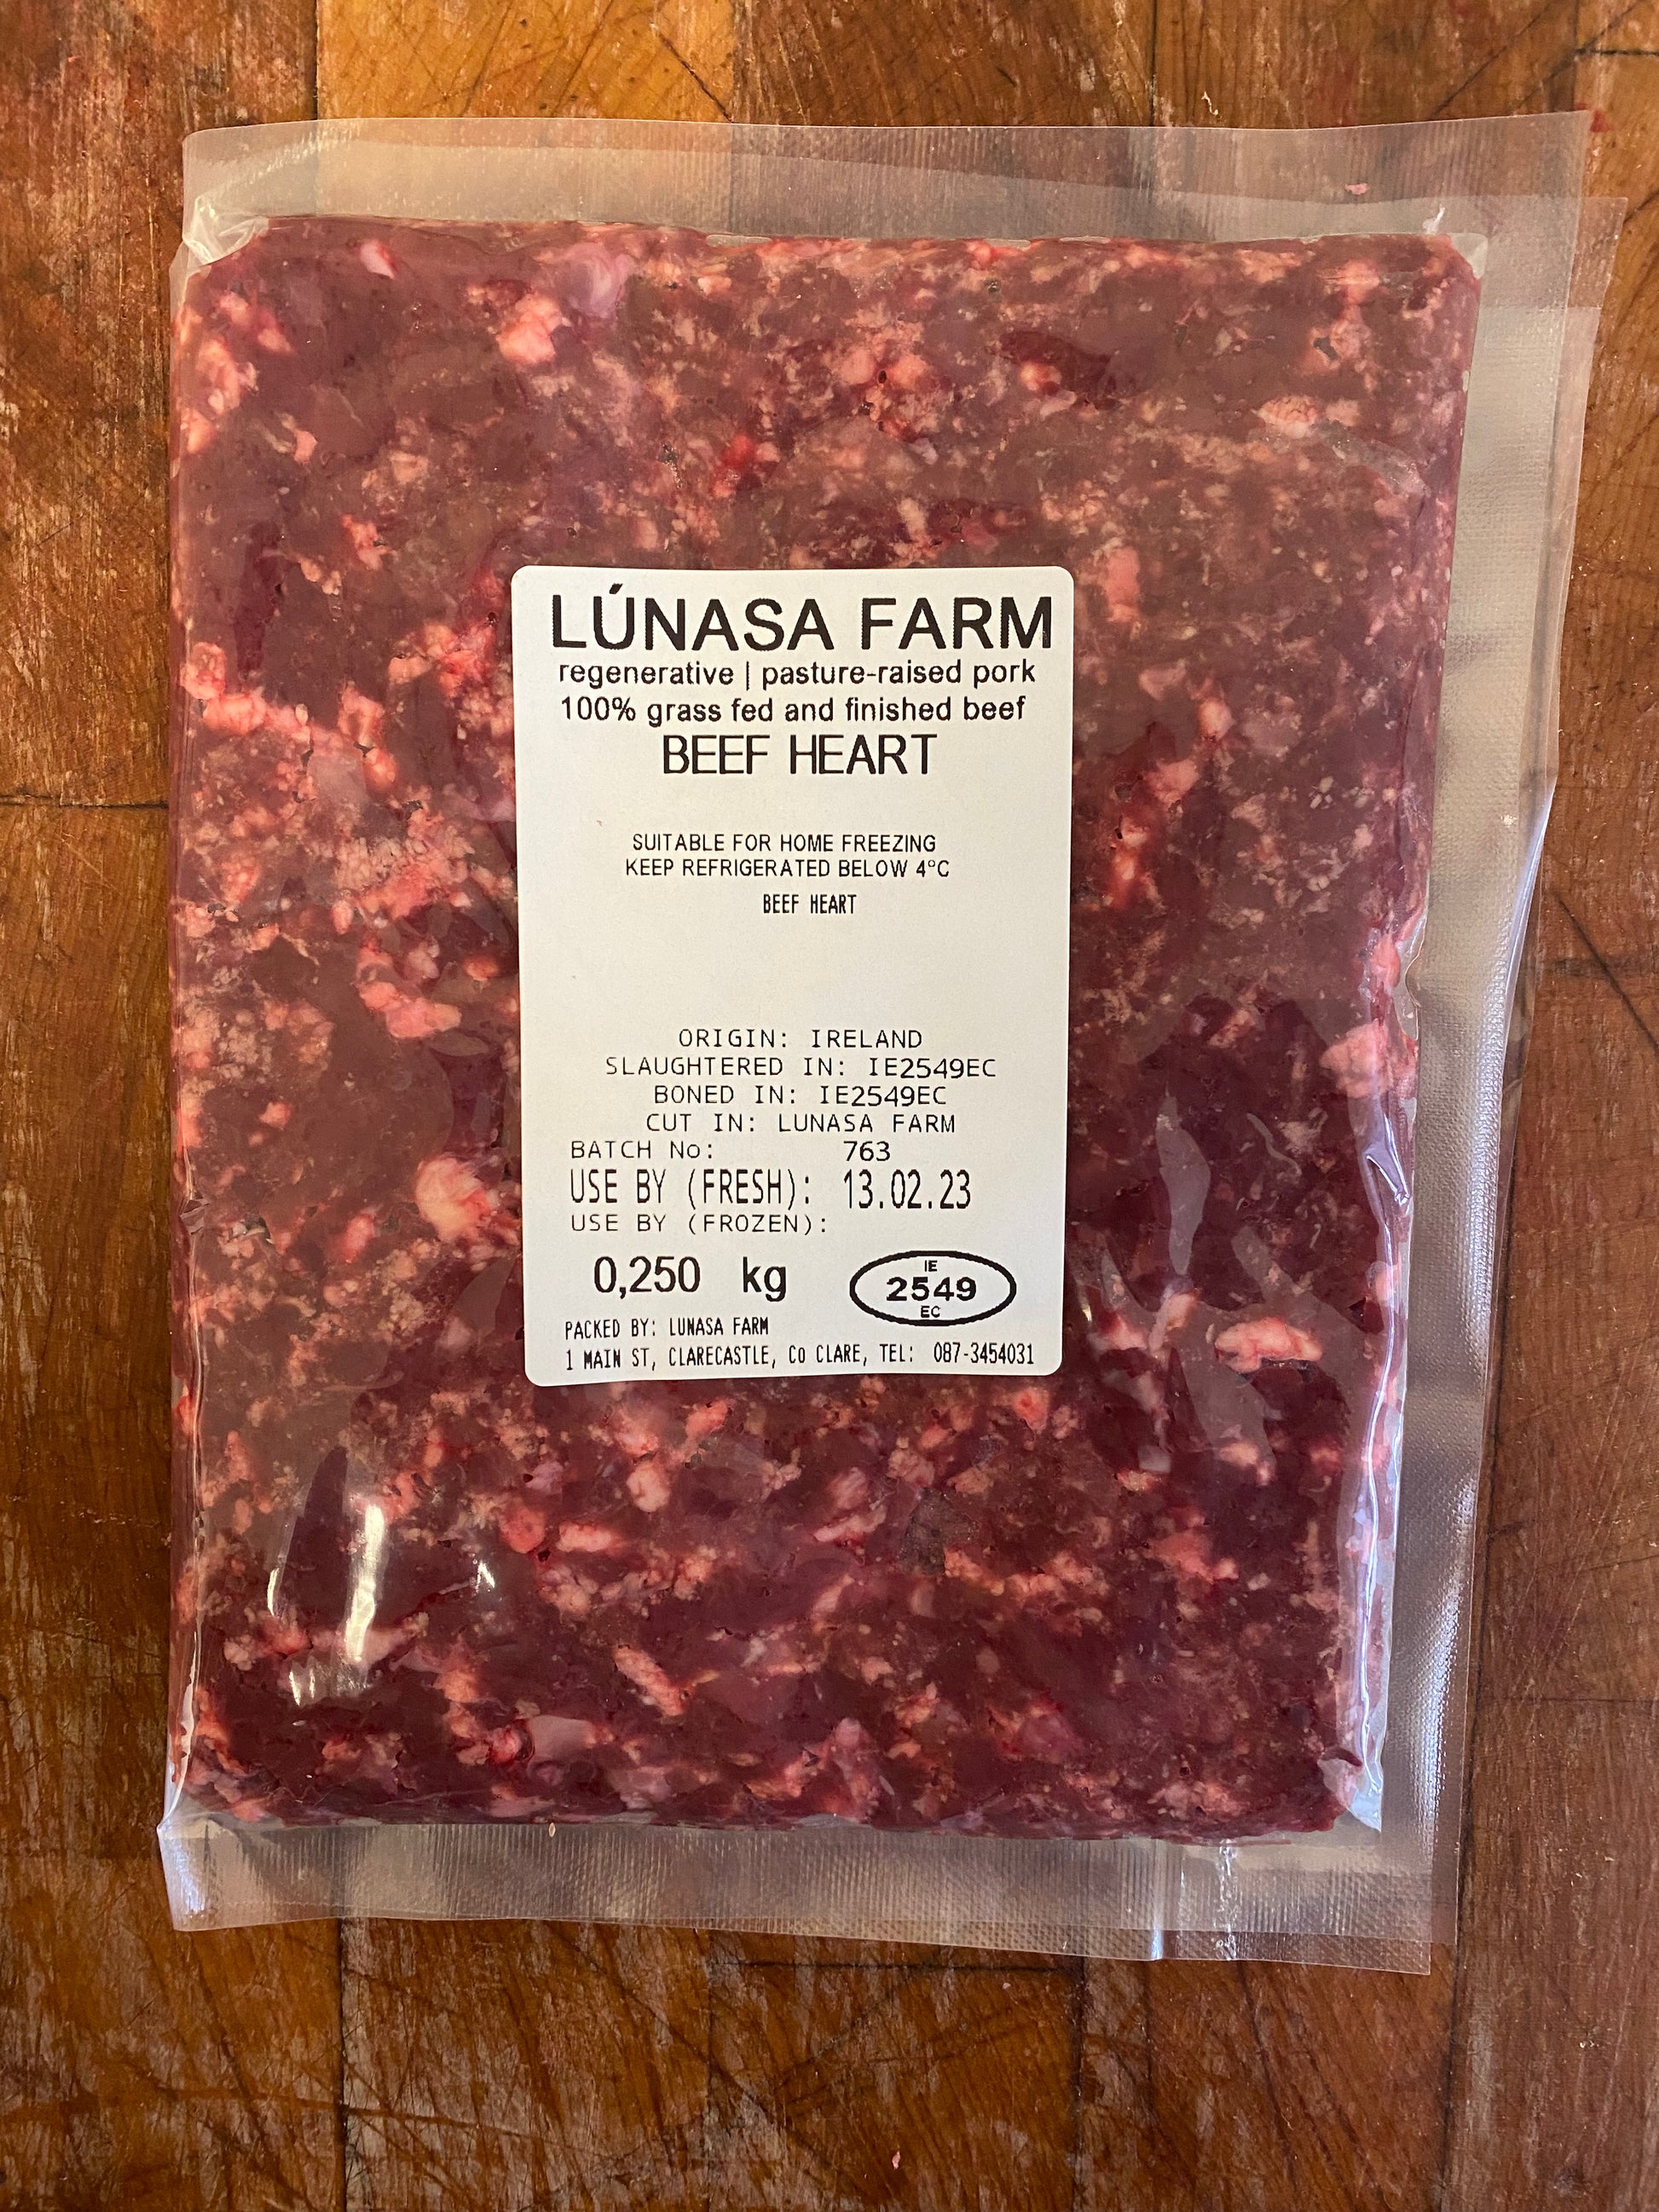 LÚNASA FARM
regenerative | pasture-raised pork
100% grass fed and finished beef
BEEF HEART
SUITABLE FOR HOME FREEZING
KEEP REFRIGERATED BELOW 4°C
BEEF HEART
ORIGIN: IRELAND
SLAUGHTERED IN: IE2549EC
BONED IN: IE2549EC
CUT IN: LUNASA FARM
BATCH No: 763
USE BY (FRESH): 13.02.23
USE BY (FROZEN):
0,250 kg
IE
2549
EC
PACKED BY: LUNASA FARM
1 MAIN ST, CLARECASTLE, Co CLARE, TEL: 087-3454031